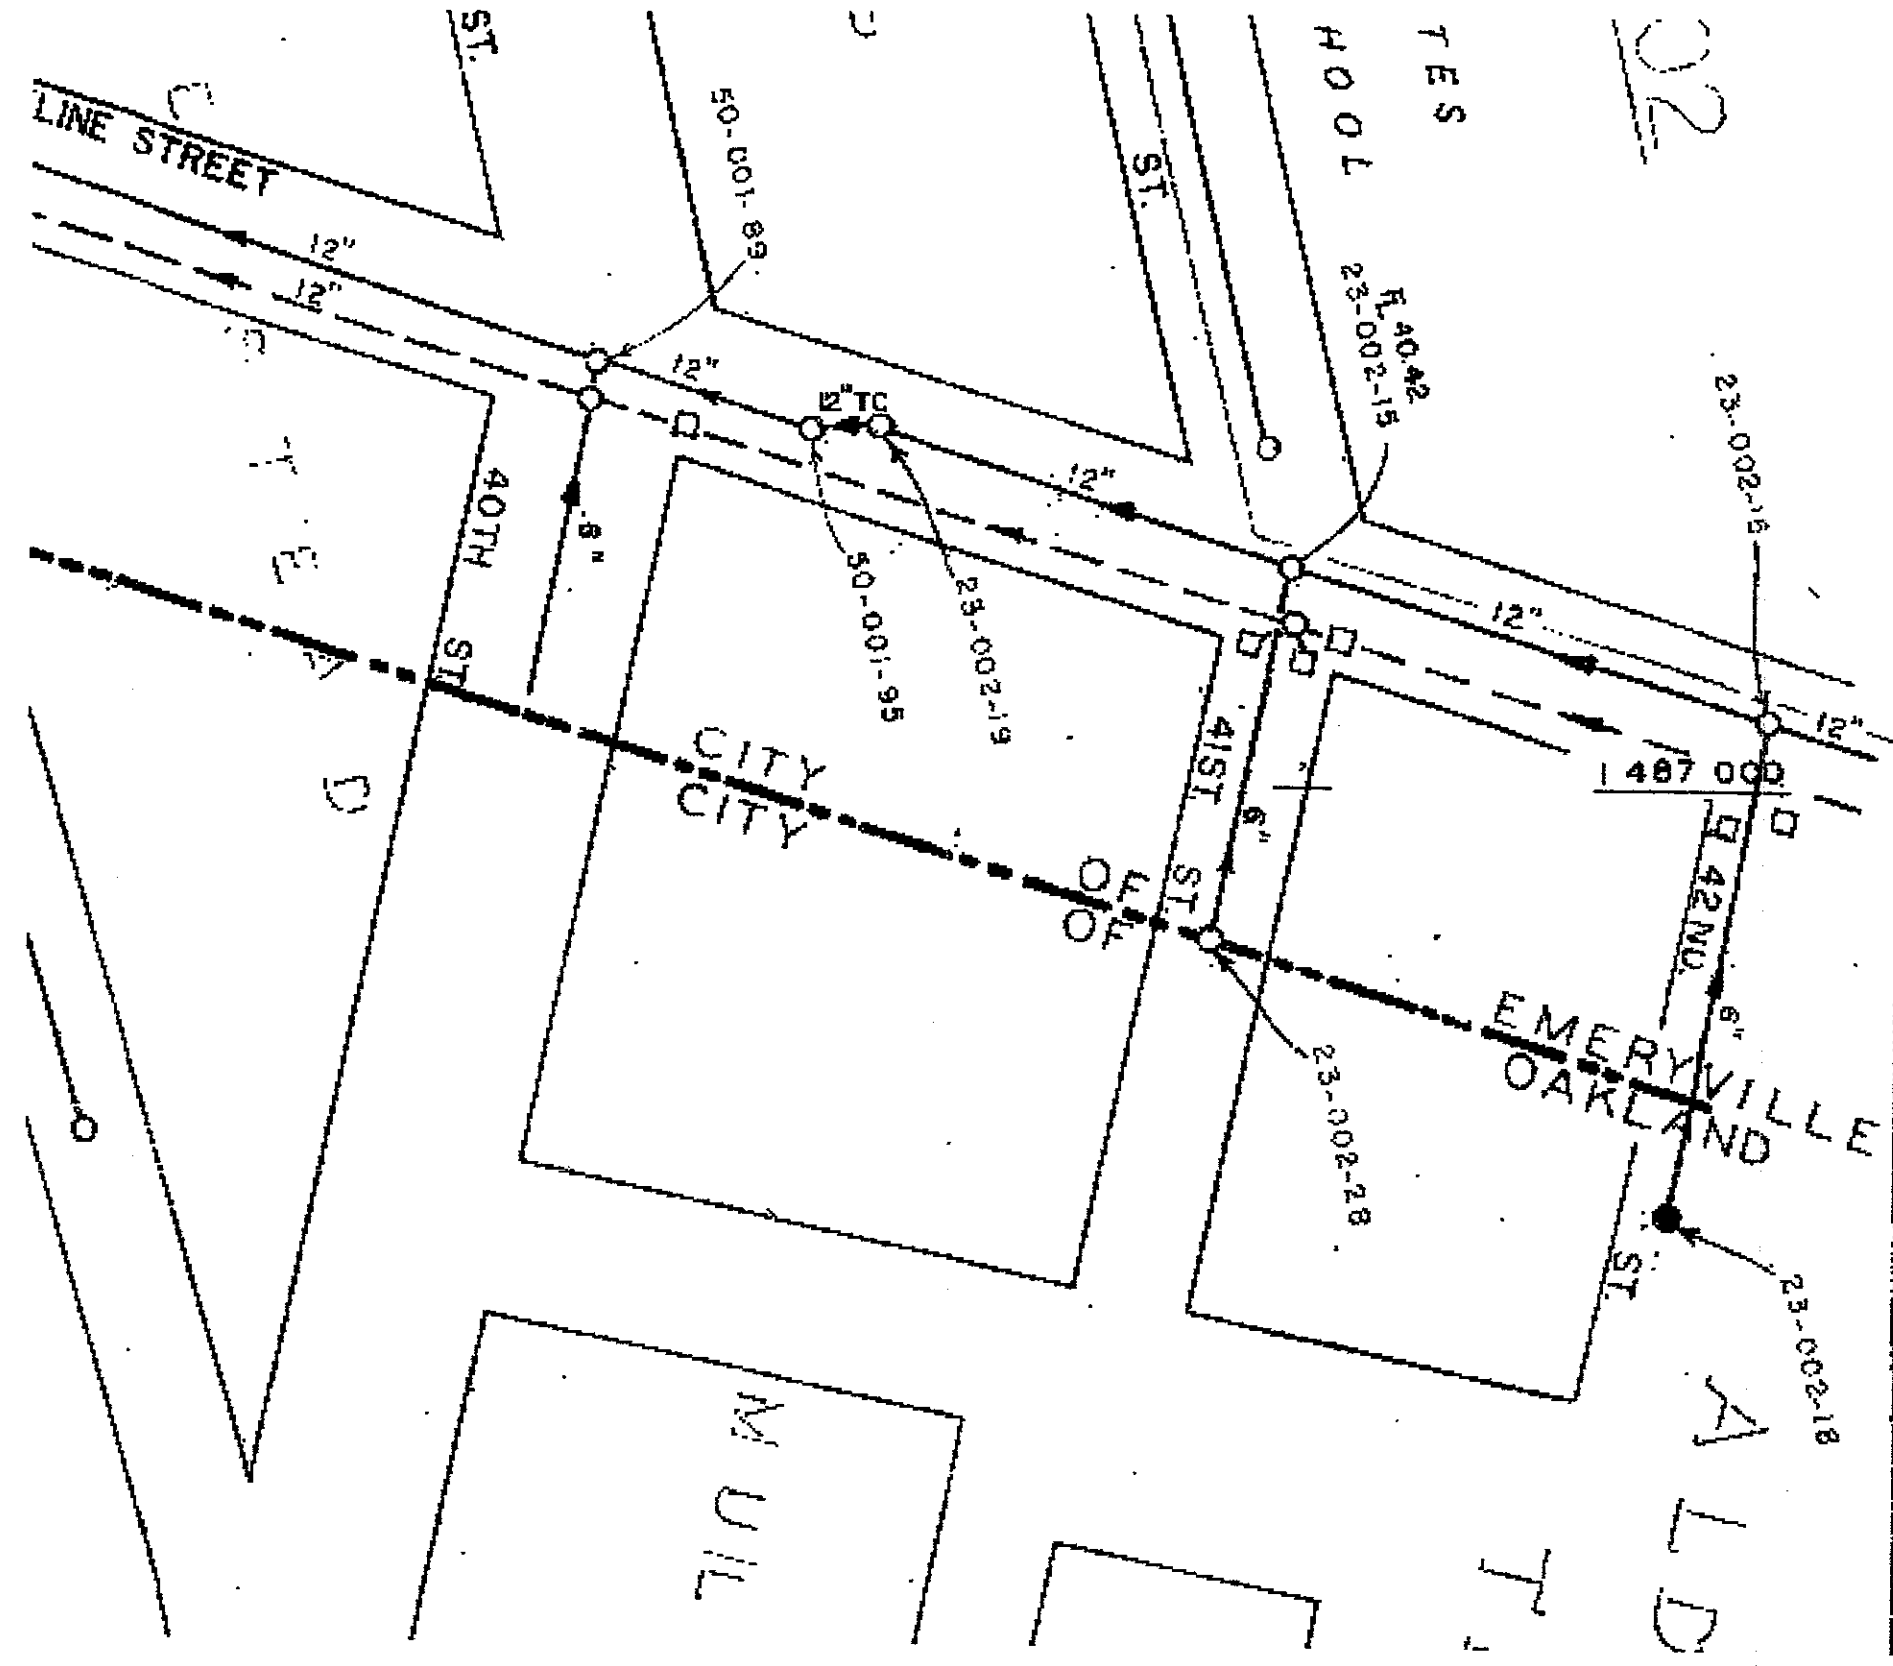 ST.
LINE STREET
50-001-89
ST.
T E S
H O O L
02
12"
12"
FL 40.42
23-002-15
23-002-16
12"
12" TC
12"
12"
12"
40TH
ST.
8"
50-001-95
23-002-19
41ST.
ST.
6"
1 487 000
42ND.
ST.
6"
CITY OF EMERYVILLE
CITY OF OAKLAND
23-002-28
23-002-18